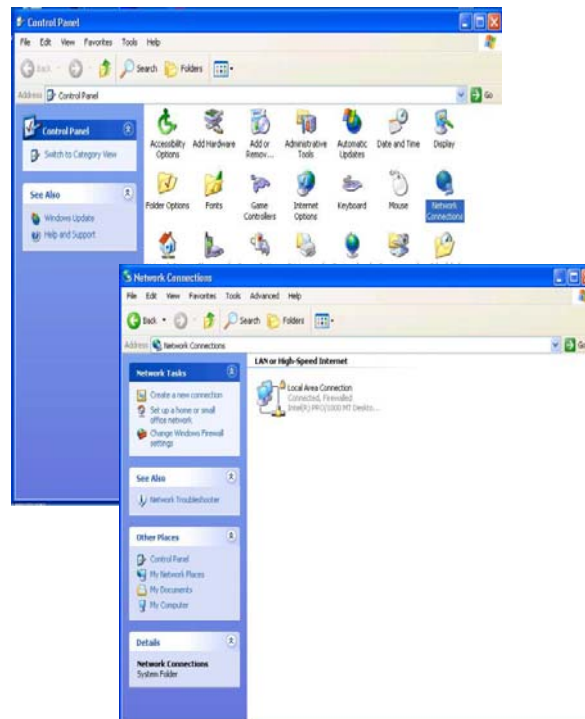 Control Panel
File Edit View Favorites Tools Help
Back Search Folders
Address Control Panel Go
Control Panel
Switch to Category View
See Also
Windows Update
Help and Support
Accessibility Options
Add Hardware
Add or Remov...
Administrative Tools
Automatic Updates
Date and Time
Display
Folder Options
Fonts
Game Controllers
Internet Options
Keyboard
Mouse
Network Connections
Network Connections
File Edit View Favorites Tools Advanced Help
Back Search Folders
Address Network Connections Go
Network Tasks
Create a new connection
Set up a home or small
office network
Change Windows Firewall
settings
See Also
Network Troubleshooter
Other Places
Control Panel
My Network Places
My Documents
My Computer
Details
Network Connections
System Folder
LAN or High-Speed Internet
Local Area Connection
Connected, Firewalled
Intel(R) PRO/1000 MT Deskto...